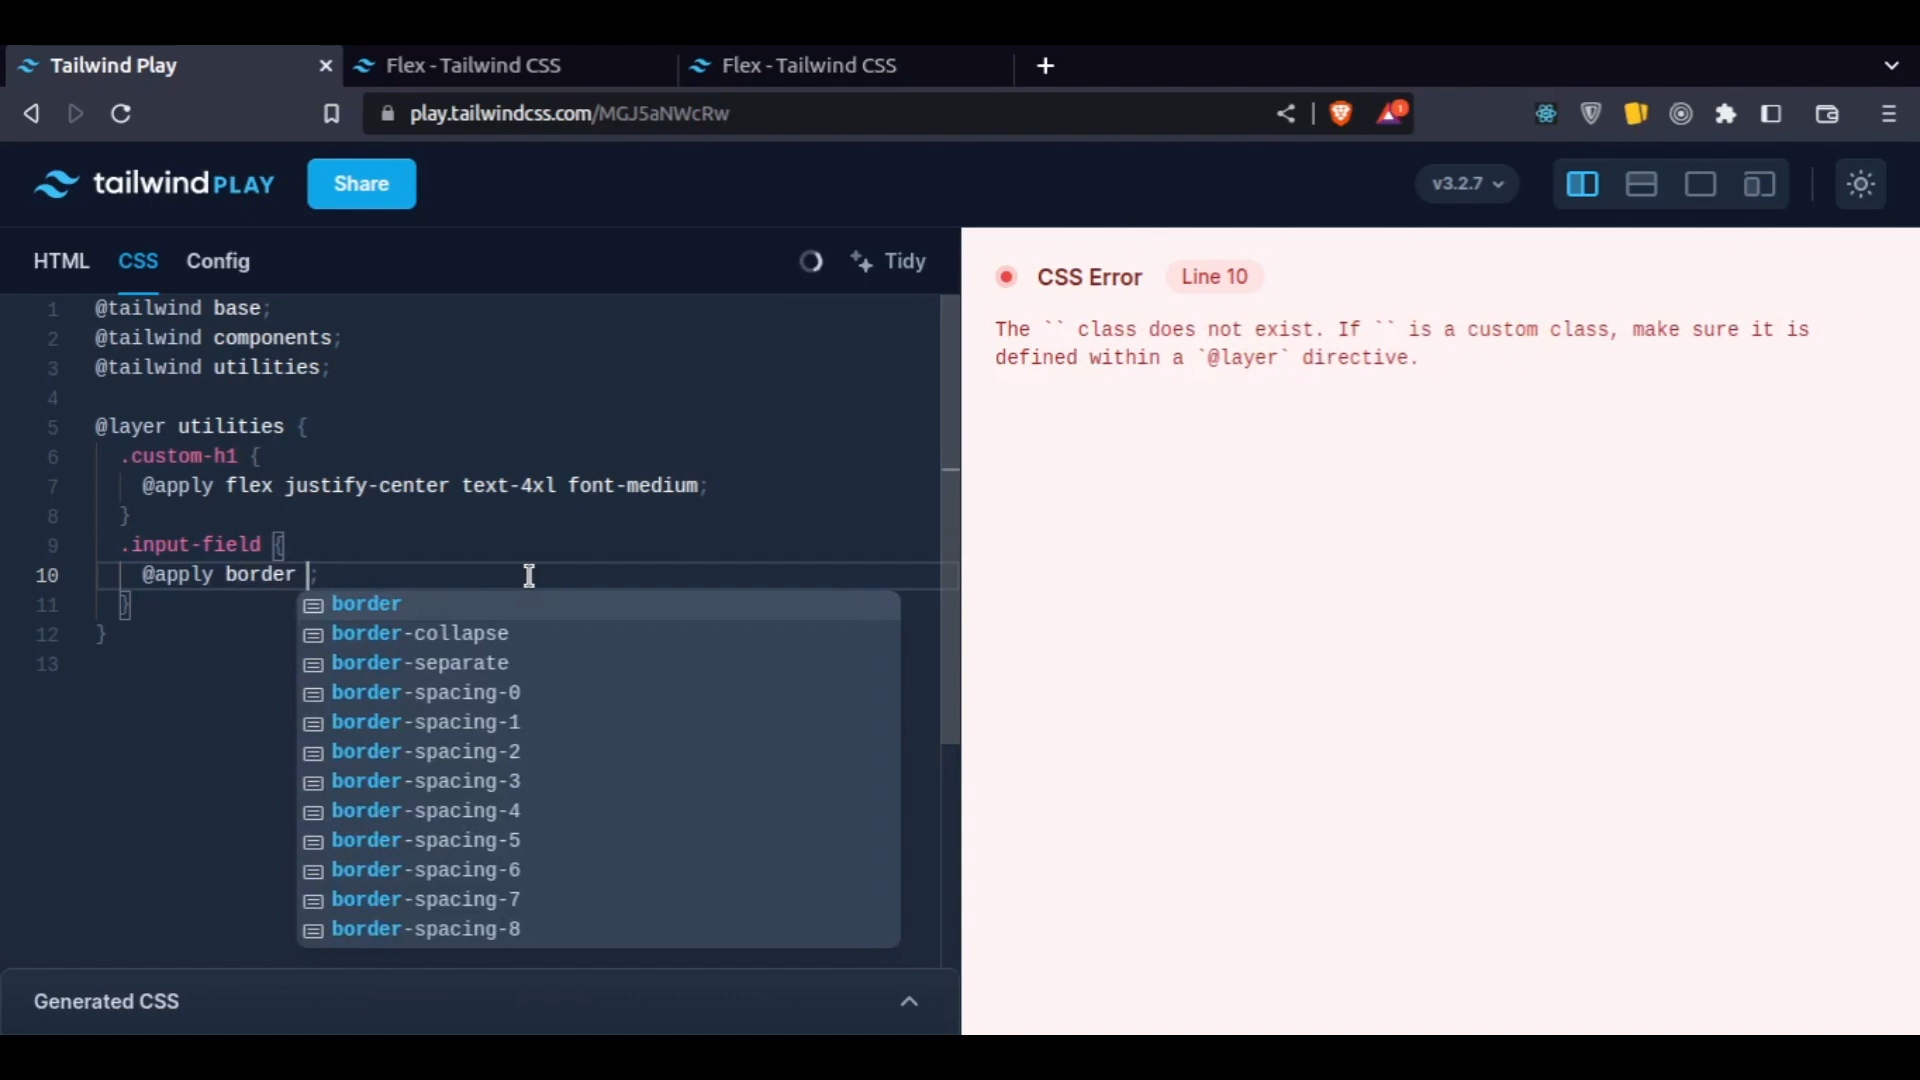 Tailwind Play
Flex - Tailwind CSS
Flex - Tailwind CSS
play.tailwindcss.com/MGJ5aNWcRw
1
tailwind PLAY
Share
v3.2.7
HTML CSS Config
Tidy
1 @tailwind base;
2 @tailwind components;
3 @tailwind utilities;
4
5 @layer utilities {
6 .custom-h1 {
7 @apply flex justify-center text-4xl font-medium;
8 }
9 .input-field {
10 @apply border ;
11 }
12 }
13
border
border-collapse
border-separate
border-spacing-0
border-spacing-1
border-spacing-2
border-spacing-3
border-spacing-4
border-spacing-5
border-spacing-6
border-spacing-7
border-spacing-8
Generated CSS
CSS Error Line 10
The `` class does not exist. If `` is a custom class, make sure it is
defined within a `@layer` directive.